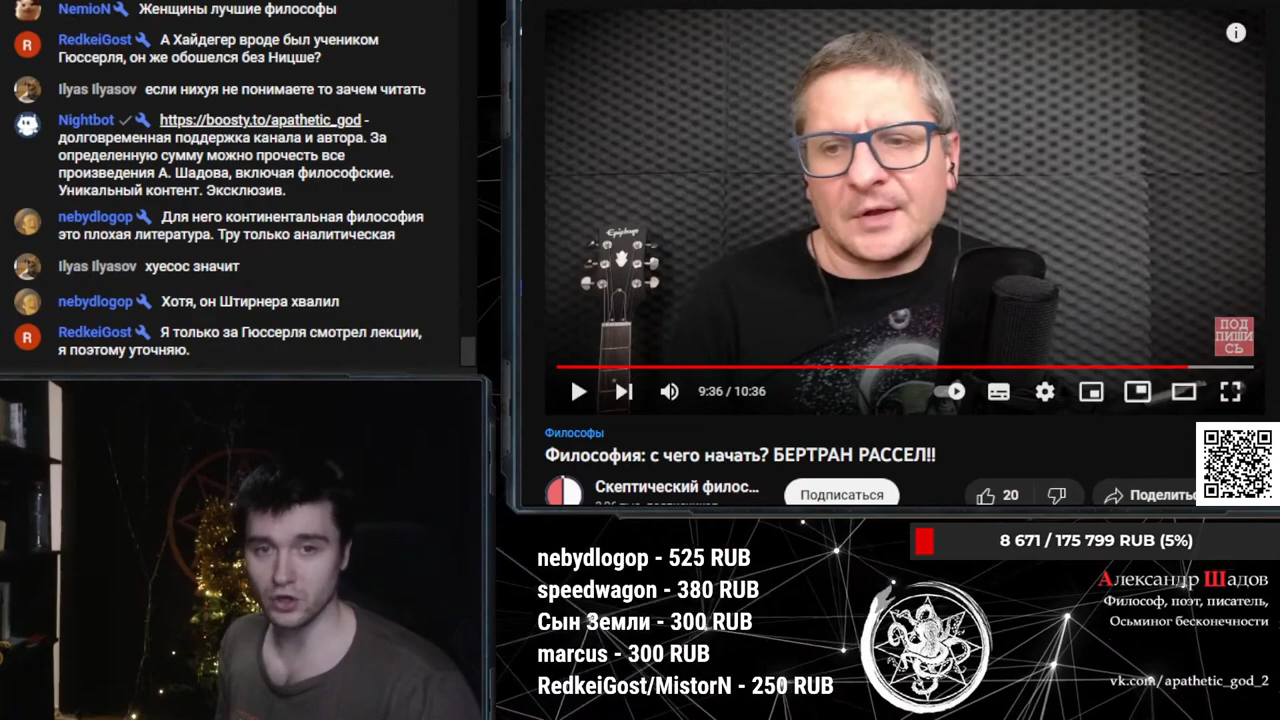 NemioN Женщины лучшие философы
R
RedkeiGost А Хайдегер вроде был учеником
Гюссерля, он же обошелся без Ницше?
Ilyas Ilyasov если нихуя не понимаете то зачем читать
Nightbot https://boosty.to/apathetic_god -
долговременная поддержка канала и автора. За
определенную сумму можно прочесть все
произведения А. Шадова, включая философские.
Уникальный контент. Эксклюзив.
nebydlogop Для него континентальная философия
это плохая литература. Тру только аналитическая
Ilyas Ilyasov хуесос значит
nebydlogop Хотя, он Штирнера хвалил
R
RedkeiGost Я только за Гюссерля смотрел лекции,
я поэтому уточняю.
Epiphone
ПОД
ПИШИ
СЬ
9:36 / 10:36
Философы
Философия: с чего начать? БЕРТРАН РАССЕЛ!!
Скептический филос...
Подписаться
20
Поделитьс
nebydlogop - 525 RUB
speedwagon - 380 RUB
Сын Земли - 300 RUB
marcus - 300 RUB
RedkeiGost/MistorN - 250 RUB
8 671 / 175 799 RUB (5%)
Александр Шадов
Философ, поэт, писатель,
Осьминог бесконечности
vk.com/apathetic_god_2